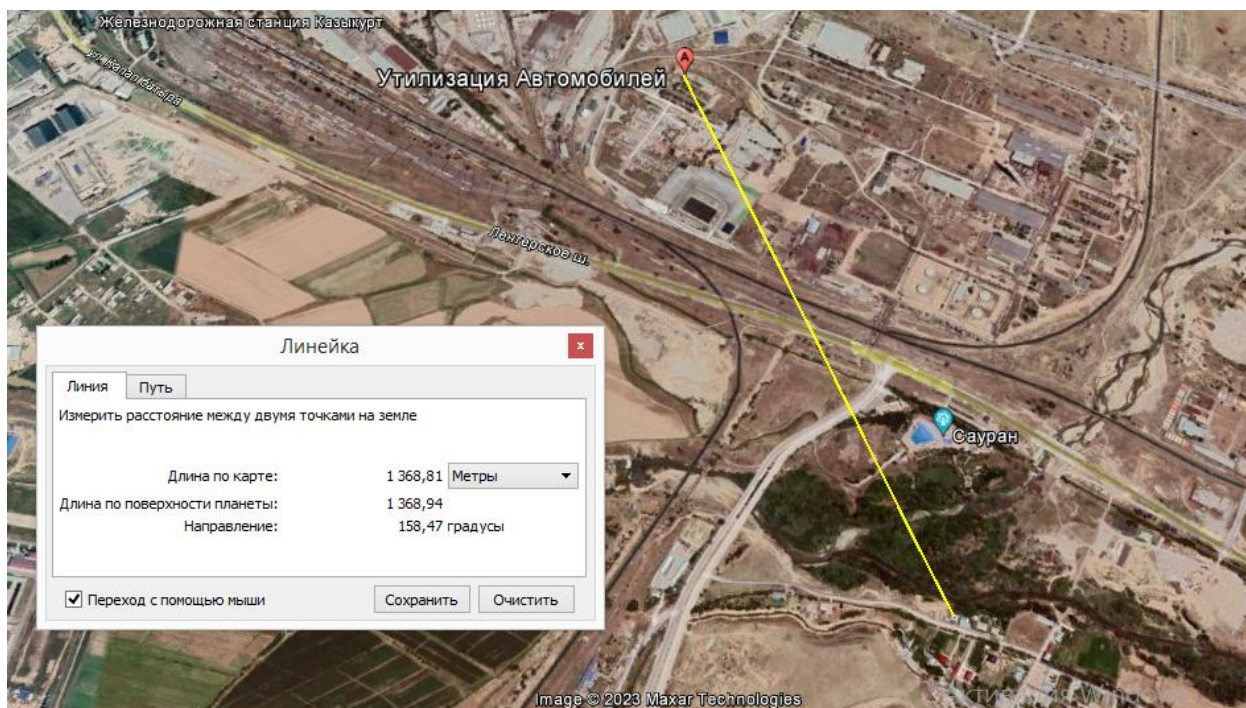 Железнодорожная станция Казыкурт
ул Капал батыра
Утилизация Автомобилей
A
Ленгерское ш.
Линейка
x
Линия
Путь
Измерить расстояние между двумя точками на земле
Длина по карте: 1 368,81 Метры
Длина по поверхности планеты: 1 368,94
Направление: 158,47 градусы
Сауран
Переход с помощью мыши
Сохранить
Очистить
Image © 2023 Maxar Technologies